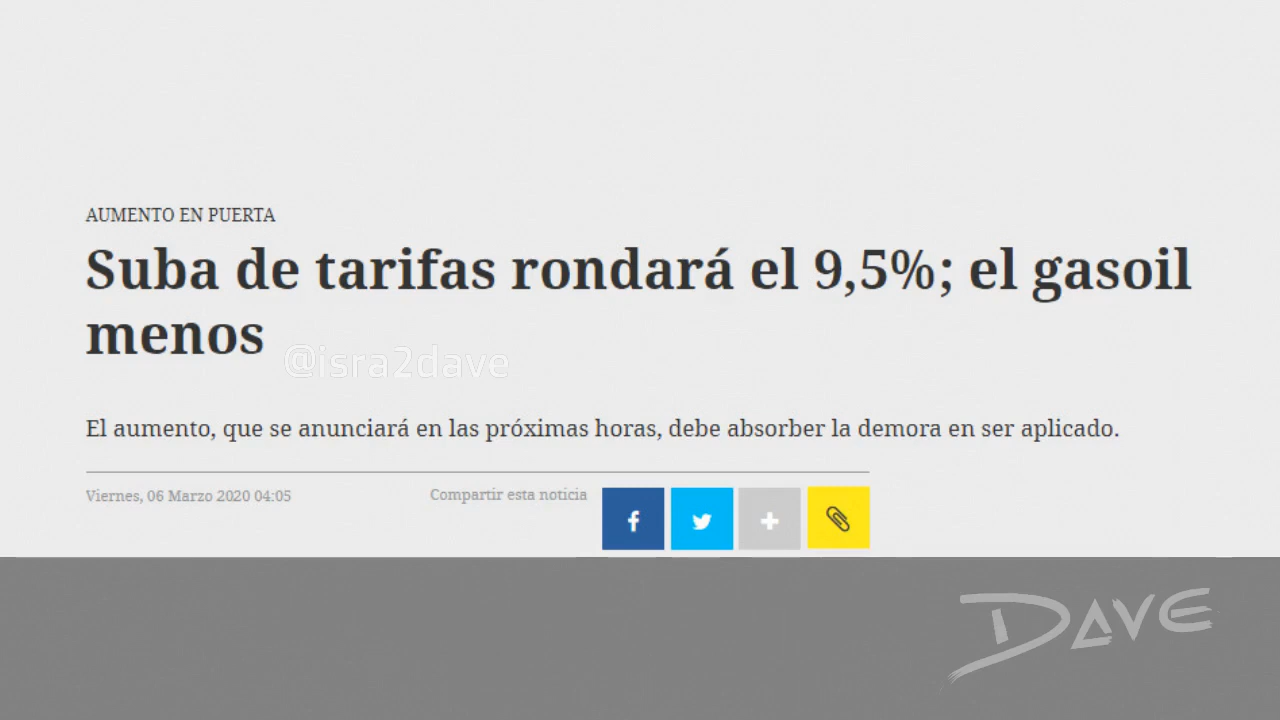 AUMENTO EN PUERTA
Suba de tarifas rondará el 9,5%; el gasoil
menos
@isra2dave
El aumento, que se anunciará en las próximas horas, debe absorber la demora en ser aplicado.
Viernes, 06 Marzo 2020 04:05
Compartir esta noticia
DAVE